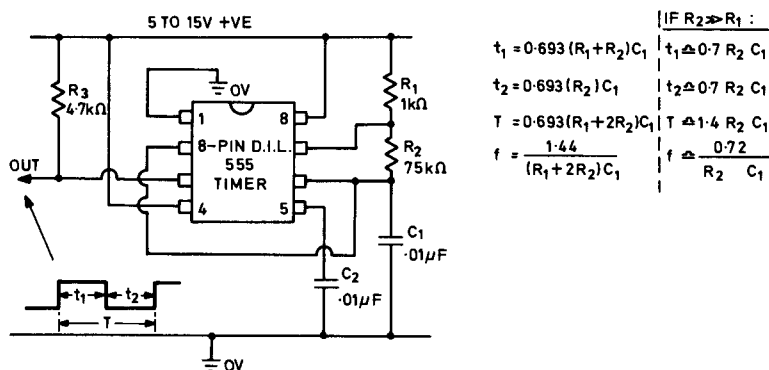 5 TO 15V +VE
R3
4·7kΩ
0V
R1
1kΩ
1
8
8-PIN D.I.L.
555
TIMER
R2
75kΩ
OUT
4
5
C1
·01μF
C2
·01μF
t1
t2
T
0V
IF R2≫R1 :
t1 = 0·693(R1+R2)C1
t1≏0·7 R2 C1
t2 = 0·693(R2)C1
t2≏0·7 R2 C1
T = 0·693(R1+2R2)C1
T ≏1·4 R2 C1
f = 1·44
(R1+2R2)C1
f ≏ 0·72
R2 C1